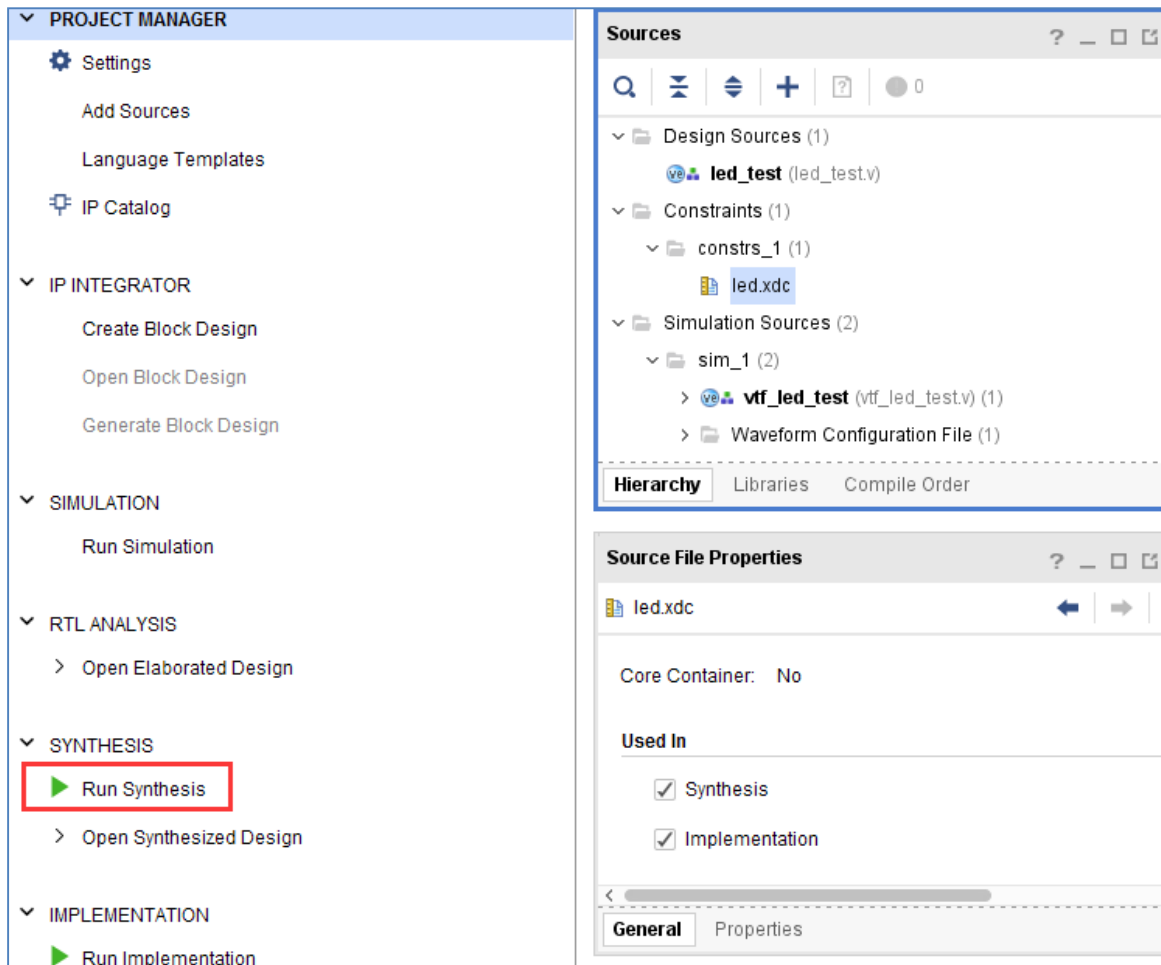 PROJECT MANAGER
Settings
Add Sources
Language Templates
IP Catalog
IP INTEGRATOR
Create Block Design
Open Block Design
Generate Block Design
SIMULATION
Run Simulation
RTL ANALYSIS
Open Elaborated Design
SYNTHESIS
Run Synthesis
Open Synthesized Design
IMPLEMENTATION
Run Implementation
Sources
0
Design Sources (1)
led_test (led_test.v)
Constraints (1)
constrs_1 (1)
led.xdc
Simulation Sources (2)
sim_1 (2)
vtf_led_test (vtf_led_test.v) (1)
Waveform Configuration File (1)
Hierarchy Libraries Compile Order
Source File Properties
led.xdc
Core Container: No
Used In
Synthesis
Implementation
General Properties